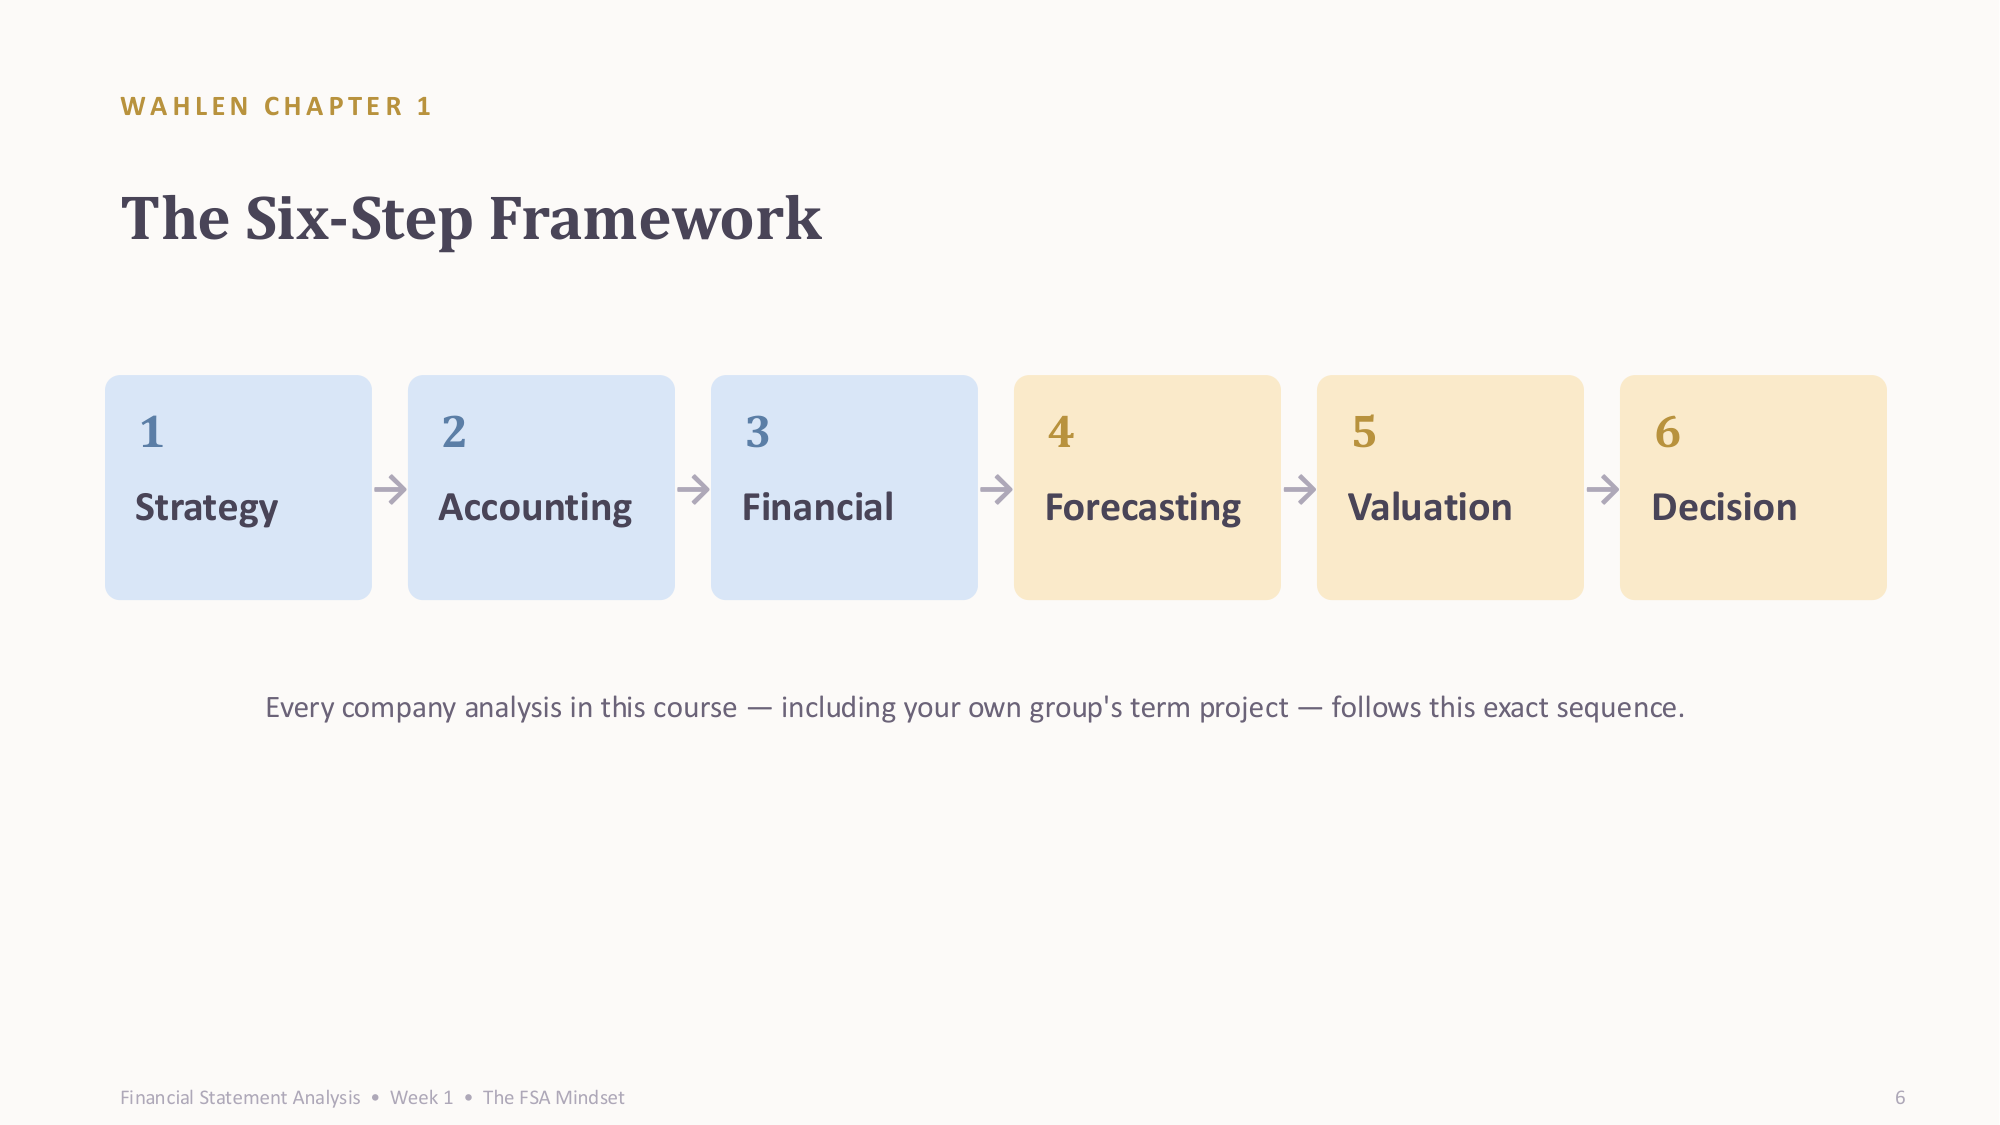 WAHLEN CHAPTER 1
The Six-Step Framework
1
Strategy
→
2
Accounting
→
3
Financial
→
4
Forecasting
→
5
Valuation
→
6
Decision
Every company analysis in this course — including your own group's term project — follows this exact sequence.
Financial Statement Analysis • Week 1 • The FSA Mindset
6